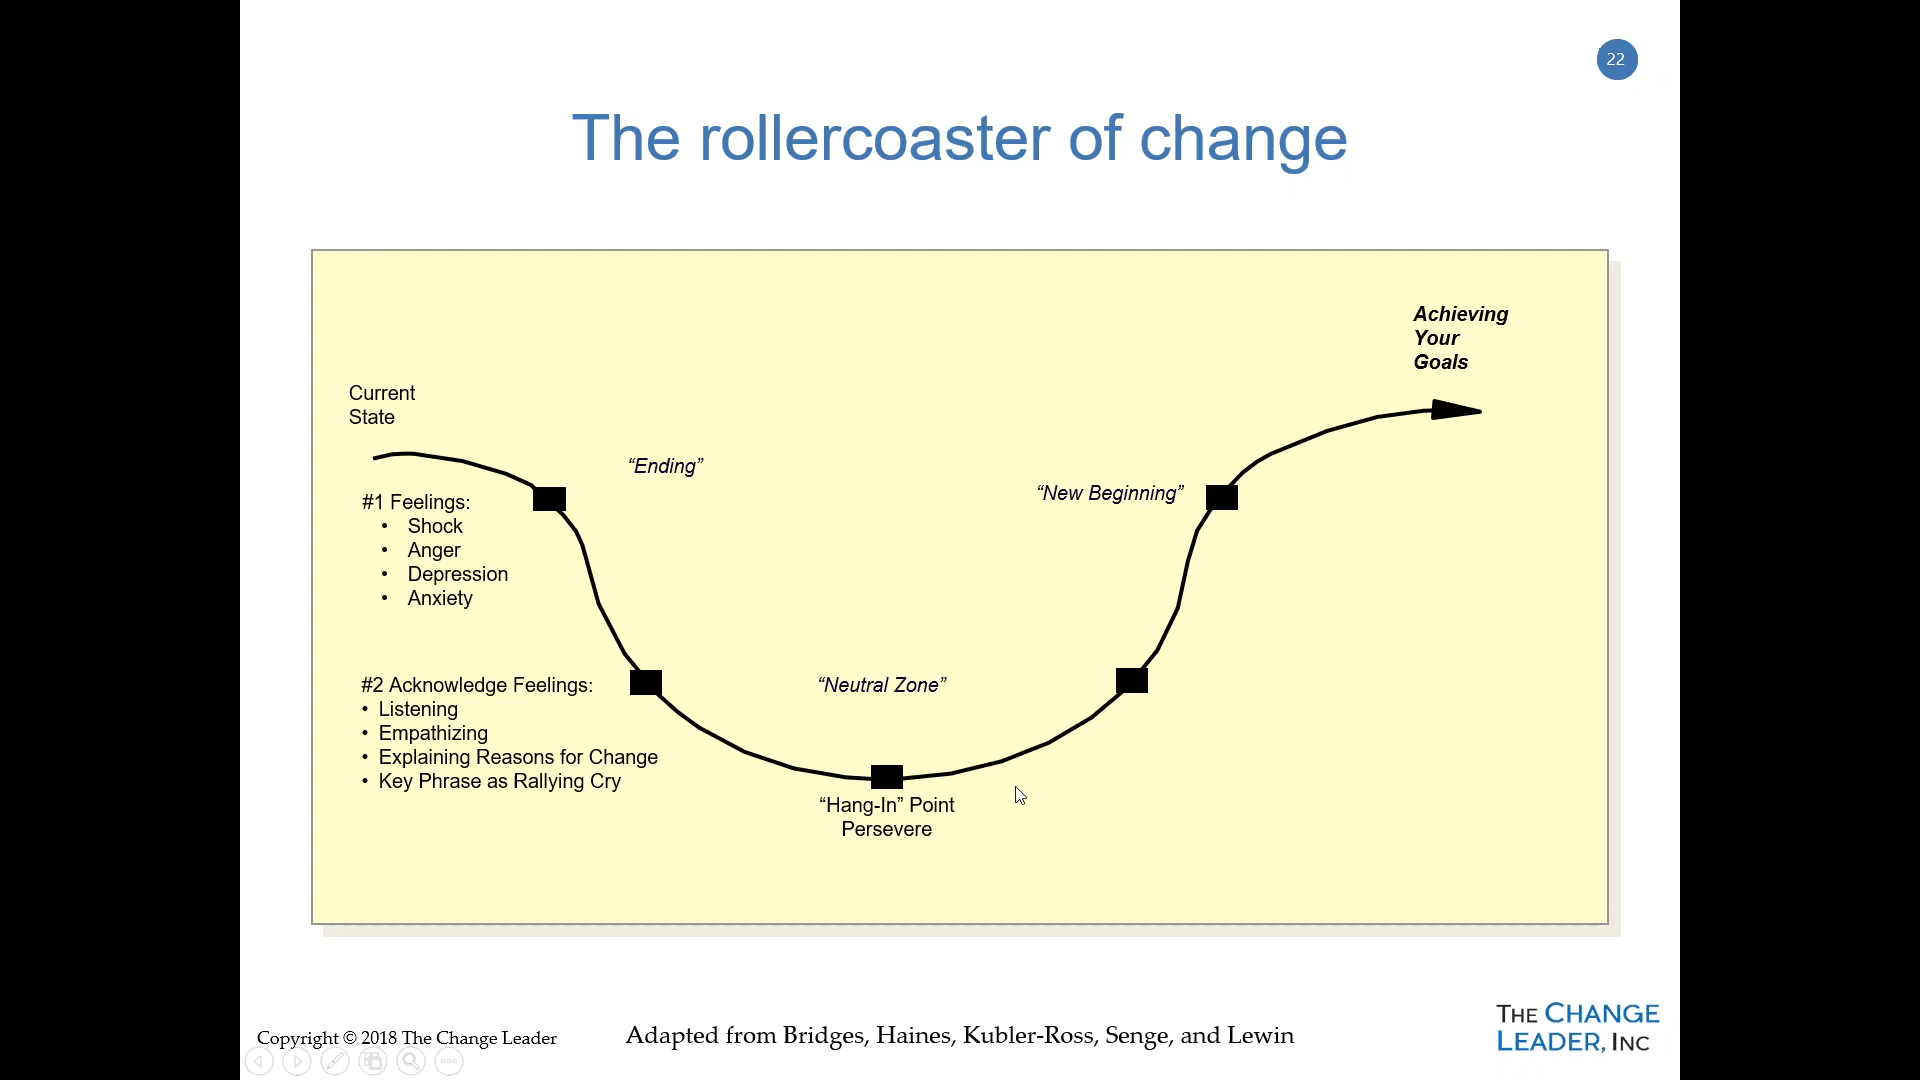 22
The rollercoaster of change
Achieving
Your
Goals
Current
State
“Ending”
“New Beginning”
#1 Feelings:
• Shock
• Anger
• Depression
• Anxiety
#2 Acknowledge Feelings:
• Listening
• Empathizing
• Explaining Reasons for Change
• Key Phrase as Rallying Cry
“Neutral Zone”
“Hang-In” Point
Persevere
Copyright © 2018 The Change Leader
Adapted from Bridges, Haines, Kubler-Ross, Senge, and Lewin
THE CHANGE
LEADER, INC